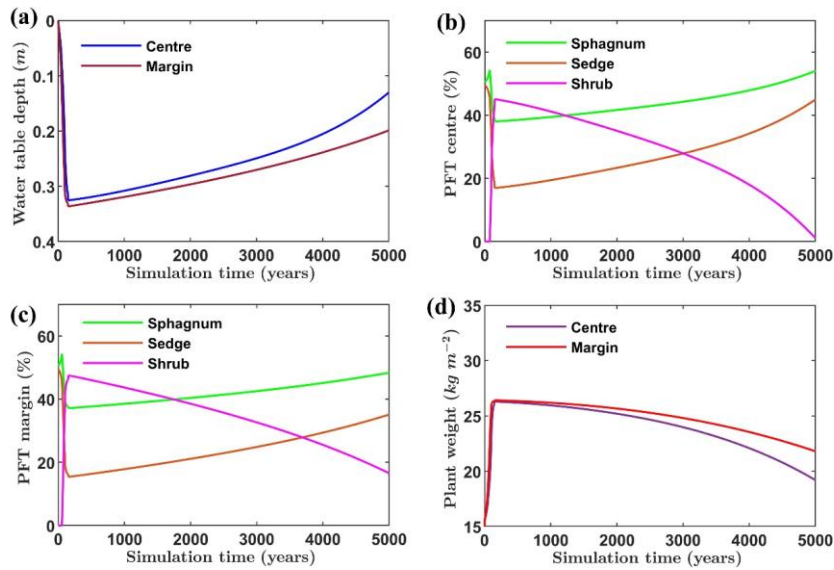 (a)
Centre
Margin
Water table depth (m)
0
0.1
0.2
0.3
0.4
0 1000 2000 3000 4000 5000
Simulation time (years)
(b)
Sphagnum
Sedge
Shrub
PFT centre (%)
60
40
20
0
0 1000 2000 3000 4000 5000
Simulation time (years)
(c)
Sphagnum
Sedge
Shrub
PFT margin (%)
60
40
20
0
0 1000 2000 3000 4000 5000
Simulation time (years)
(d)
Centre
Margin
Plant weight (kg m⁻²)
35
30
25
20
15
0 1000 2000 3000 4000 5000
Simulation time (years)